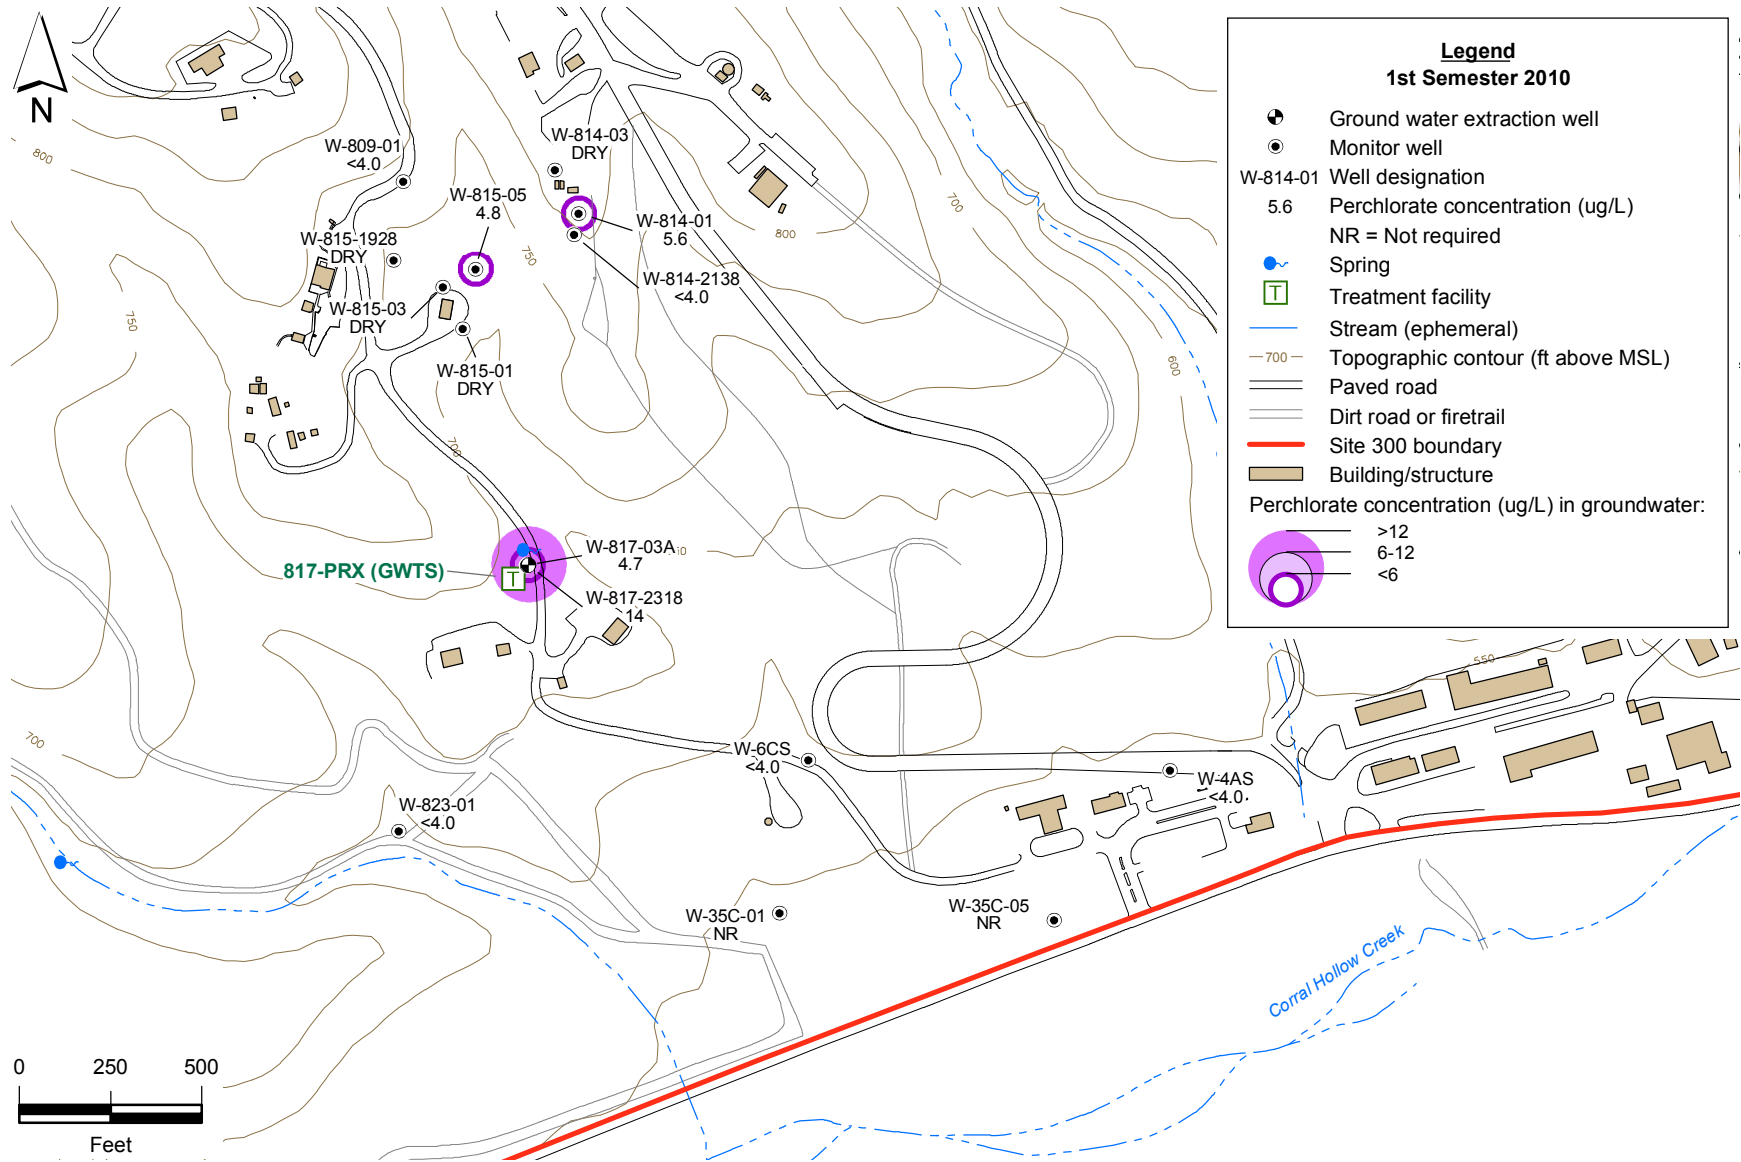 N
800
W-809-01
<4.0
W-814-03
DRY
W-815-05
4.8
W-814-01
5.6
W-815-1928
DRY
W-814-2138
<4.0
W-815-03
DRY
W-815-01
DRY
750
750
700
800
700
600
817-PRX (GWTS)
T
W-817-03A
4.7
W-817-2318
14
700
W-6CS
<4.0
W-4AS
<4.0
W-823-01
<4.0
W-35C-01
NR
W-35C-05
NR
550
Corral Hollow Creek
0 250 500
Feet
Legend
1st Semester 2010
Ground water extraction well
Monitor well
W-814-01 Well designation
5.6 Perchlorate concentration (ug/L)
NR = Not required
Spring
T Treatment facility
Stream (ephemeral)
700 Topographic contour (ft above MSL)
Paved road
Dirt road or firetrail
Site 300 boundary
Building/structure
Perchlorate concentration (ug/L) in groundwater:
>12
6-12
<6